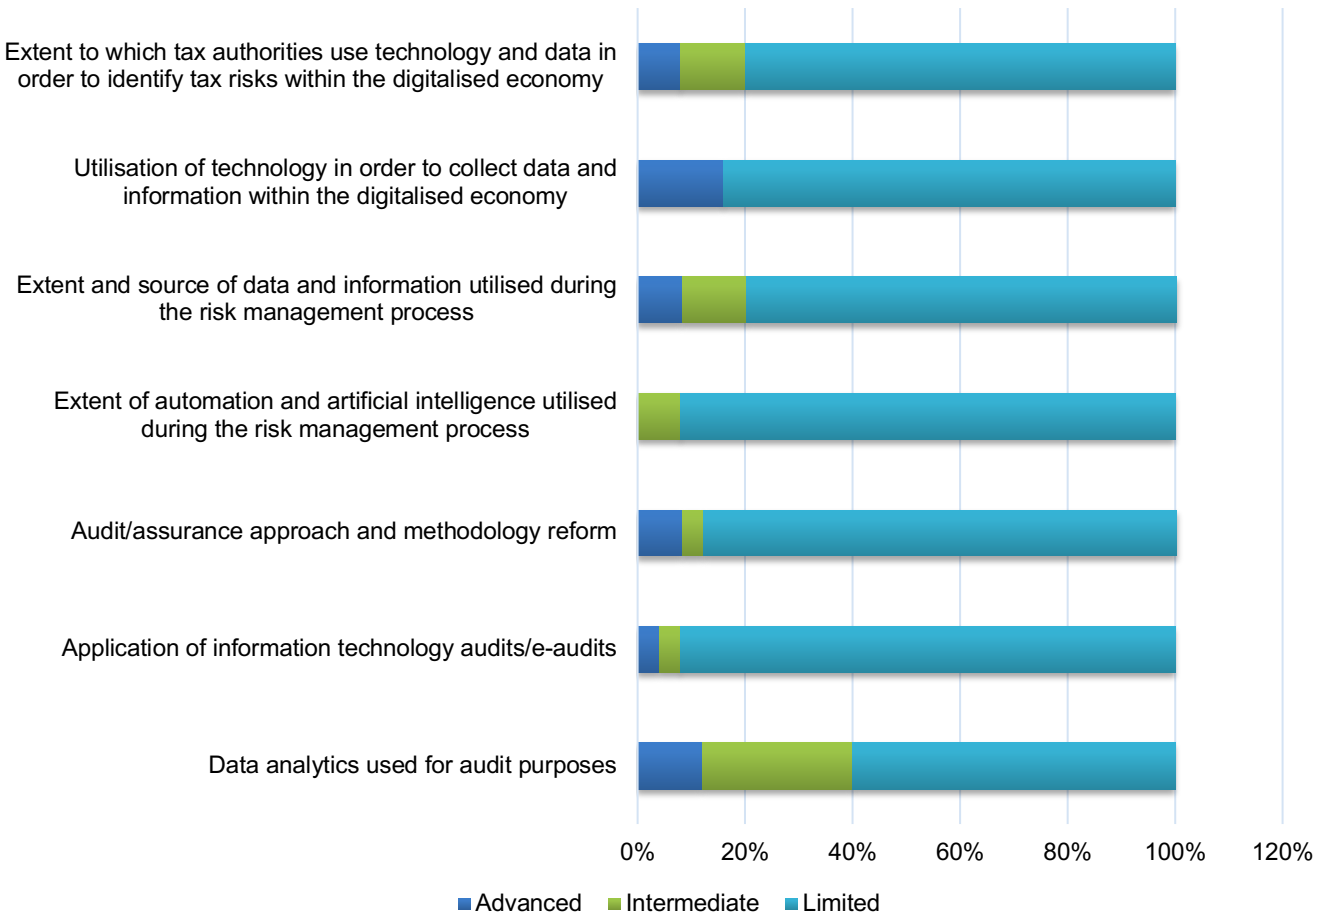 Extent to which tax authorities use technology and data in
order to identify tax risks within the digitalised economy
Utilisation of technology in order to collect data and
information within the digitalised economy
Extent and source of data and information utilised during
the risk management process
Extent of automation and artificial intelligence utilised
during the risk management process
Audit/assurance approach and methodology reform
Application of information technology audits/e-audits
Data analytics used for audit purposes
0% 20% 40% 60% 80% 100% 120%
Advanced Intermediate Limited